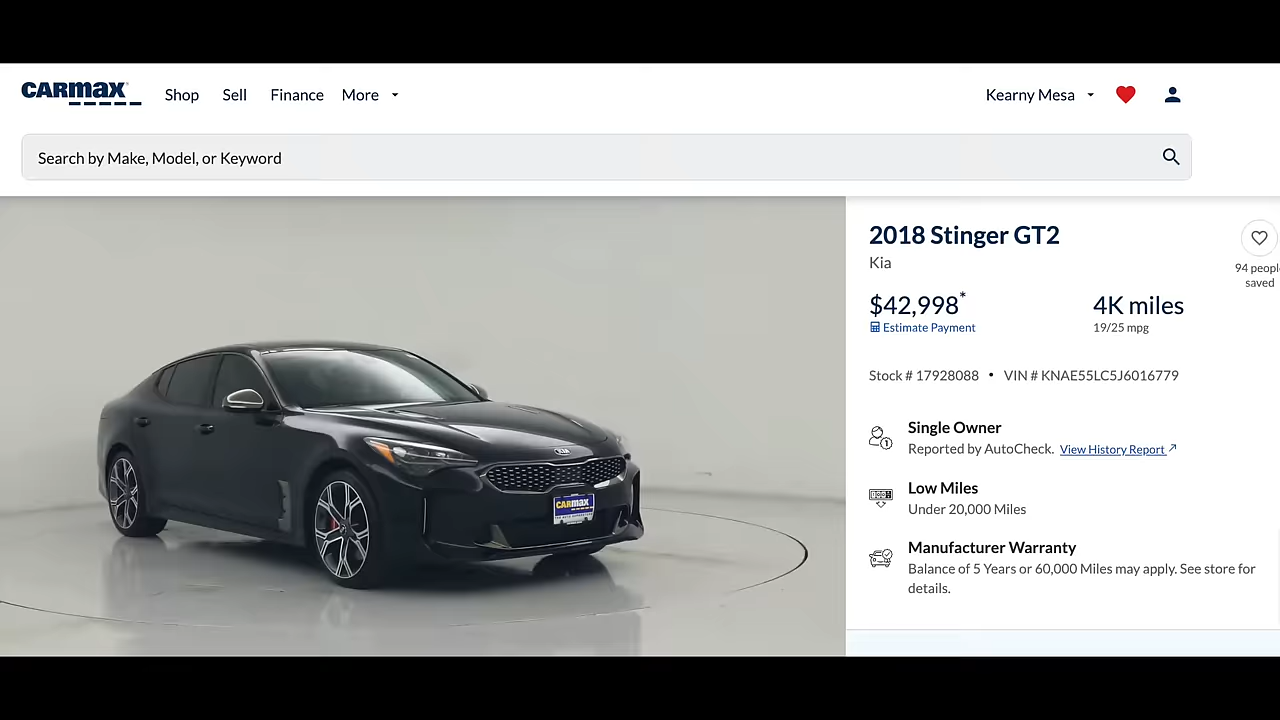 CARMAX
Shop Sell Finance More
Kearny Mesa
Search by Make, Model, or Keyword
2018 Stinger GT2
Kia
94 peopl
saved
$42,998*
4K miles
Estimate Payment
19/25 mpg
Stock # 17928088 • VIN # KNAE55LC5J6016779
Single Owner
Reported by AutoCheck. View History Report
Low Miles
Under 20,000 Miles
Manufacturer Warranty
Balance of 5 Years or 60,000 Miles may apply. See store for
details.
KIA
CARMAX